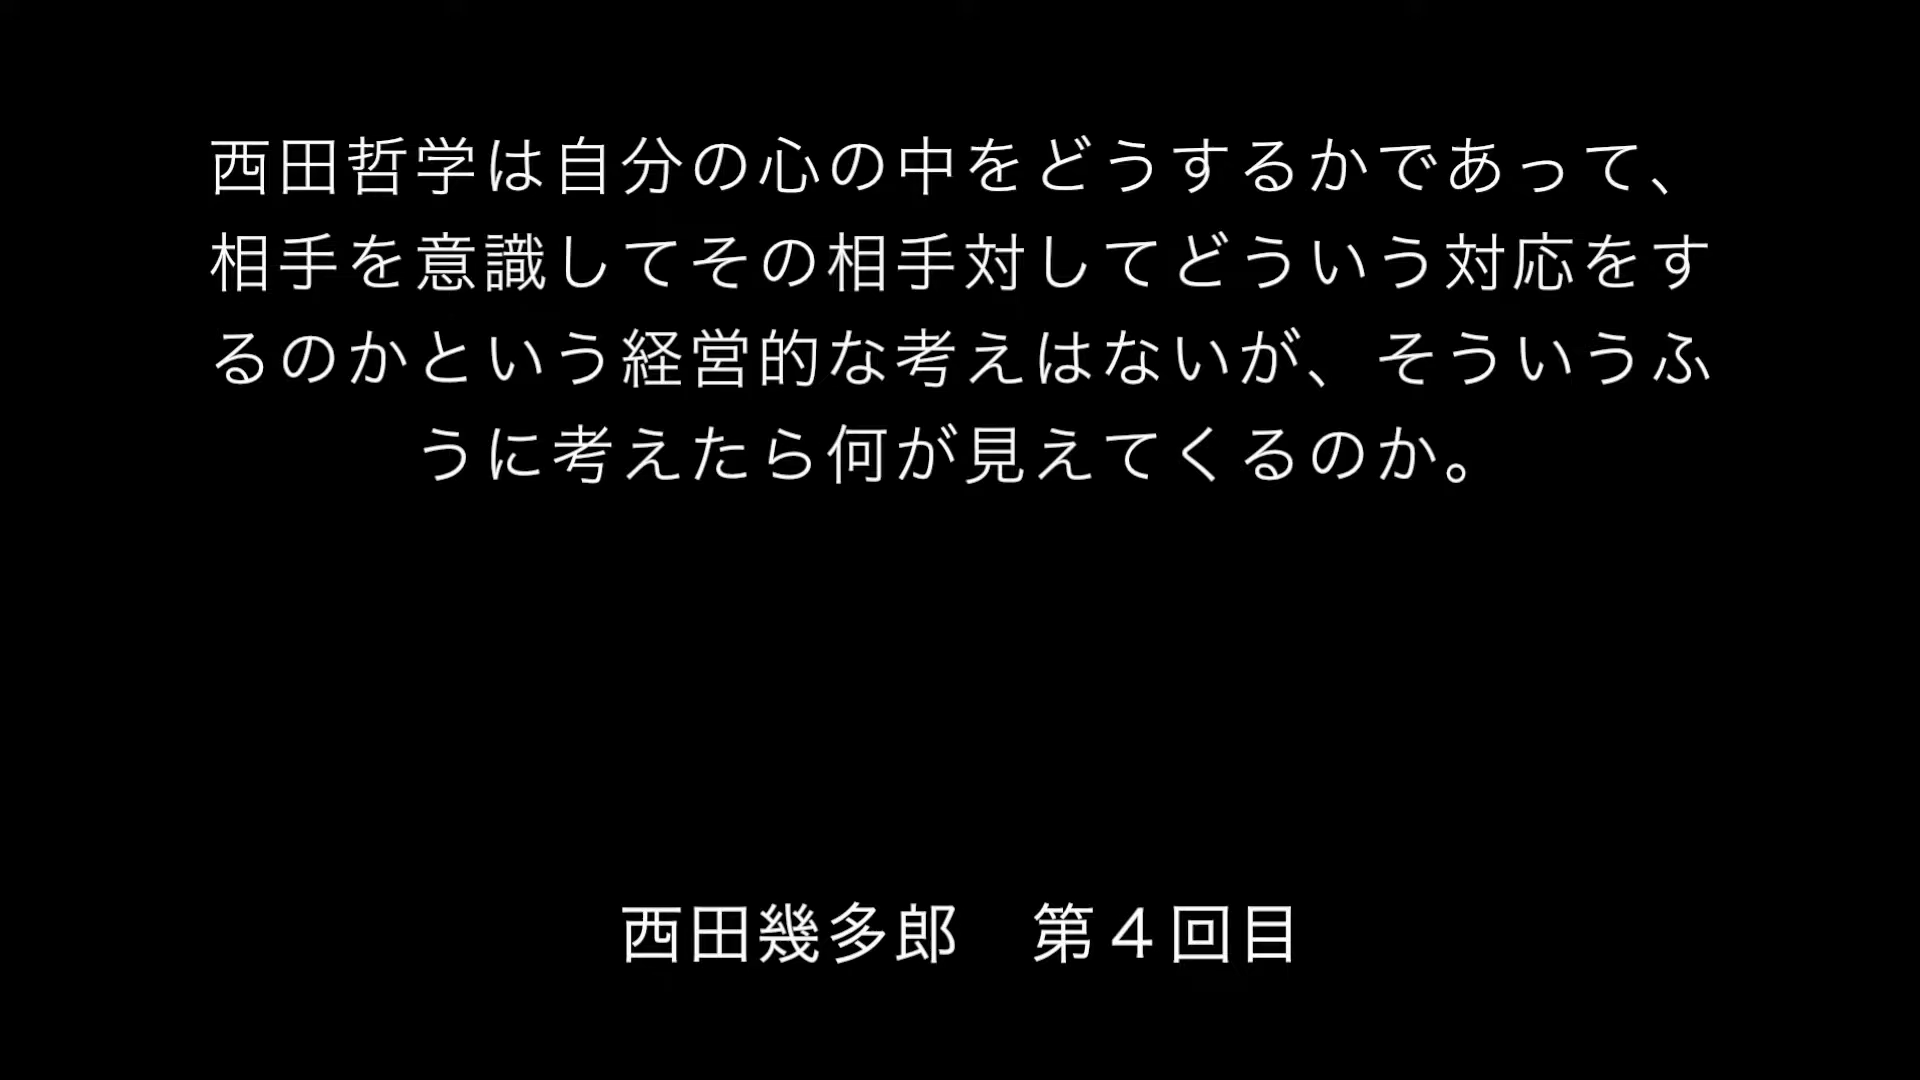 西田哲学は自分の心の中をどうするかであって、
相手を意識してその相手対してどういう対応をす
るのかという経営的な考えはないが、そういうふ
うに考えたら何が見えてくるのか。
西田幾多郎　第４回目